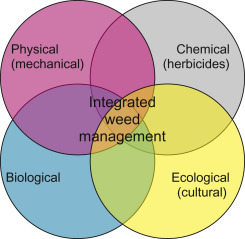 Physical
(mechanical)
Chemical
(herbicides)
Integrated
weed
management
Biological
Ecological
(cultural)